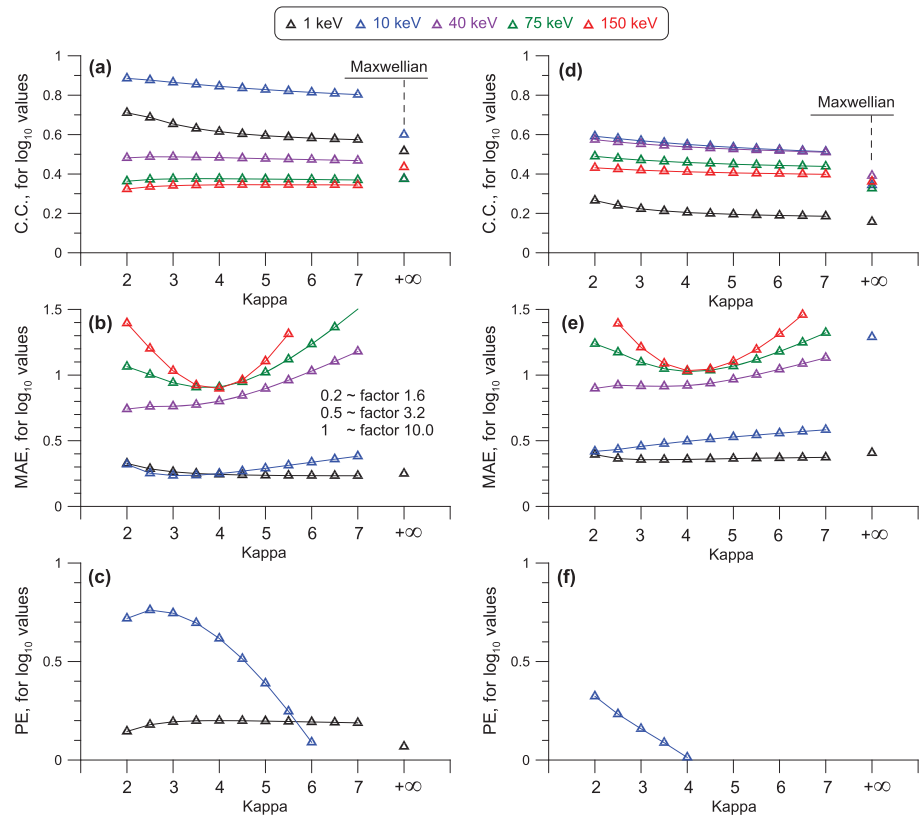 1 keV 10 keV 40 keV 75 keV 150 keV
(a)
Maxwellian
C.C., for log10 values
1
0.8
0.6
0.4
0.2
0
2 3 4 5 6 7 +∞
Kappa
(d)
Maxwellian
C.C., for log10 values
1
0.8
0.6
0.4
0.2
0
2 3 4 5 6 7 +∞
Kappa
(b)
MAE, for log10 values
1.5
1
0.5
0
0.2 ~ factor 1.6
0.5 ~ factor 3.2
1 ~ factor 10.0
2 3 4 5 6 7 +∞
Kappa
(e)
MAE, for log10 values
1.5
1
0.5
0
2 3 4 5 6 7 +∞
Kappa
(c)
PE, for log10 values
1
0.5
0
2 3 4 5 6 7 +∞
Kappa
(f)
PE, for log10 values
1
0.5
0
2 3 4 5 6 7 +∞
Kappa